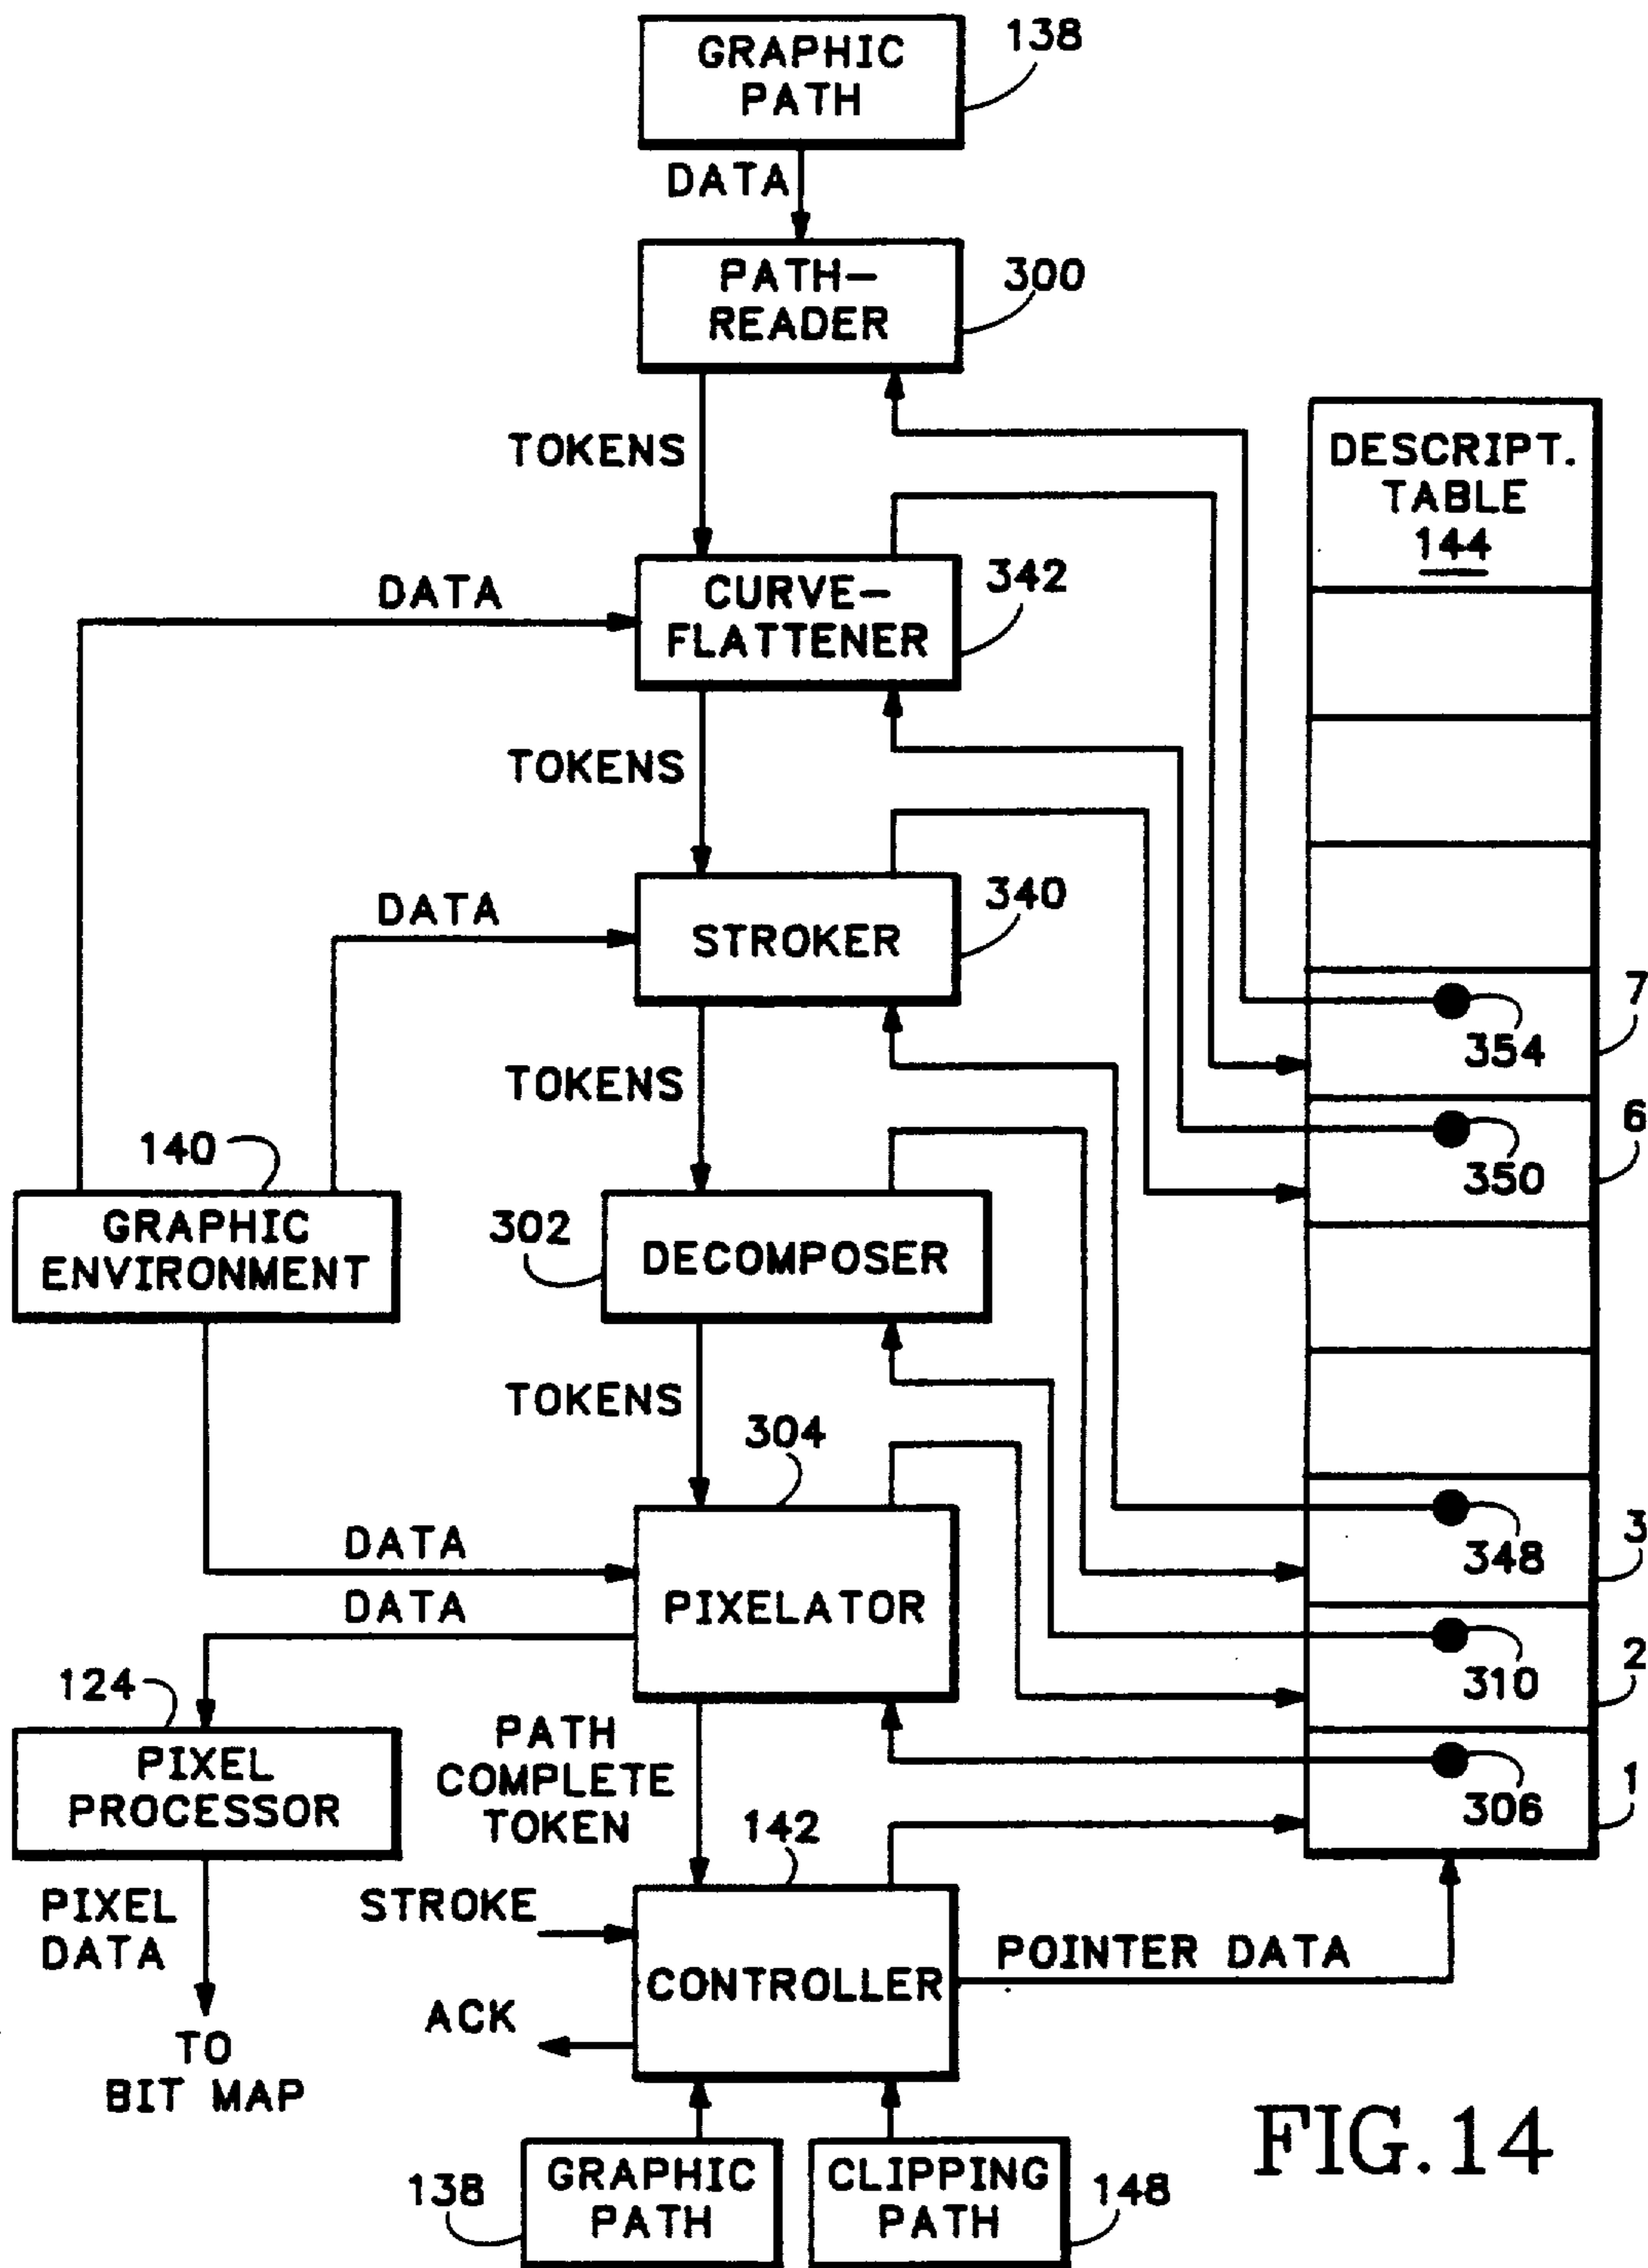 GRAPHIC
PATH
138
DATA
PATH-
READER
300
TOKENS
DESCRIPT.
TABLE
144
DATA
CURVE-
FLATTENER
342
TOKENS
DATA
STROKER
340
7
354
TOKENS
6
350
140
GRAPHIC
ENVIRONMENT
302
DECOMPOSER
TOKENS
304
3
348
DATA
DATA
PIXELATOR
2
310
124
PIXEL
PROCESSOR
PATH
COMPLETE
TOKEN
1
306
142
PIXEL
DATA
STROKE
CONTROLLER
POINTER DATA
ACK
TO
BIT MAP
138
GRAPHIC
PATH
CLIPPING
PATH
148
FIG.14